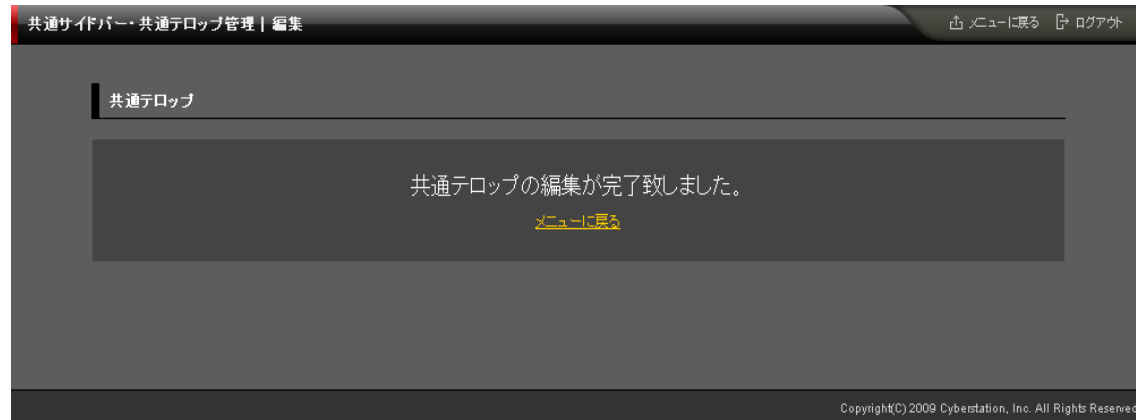 共通サイドバー・共通テロップ管理 | 編集
メニューに戻る ログアウト
共通テロップ
共通テロップの編集が完了致しました。
メニューに戻る
Copyright(C) 2009 Cyberstation, Inc. All Rights Reserved